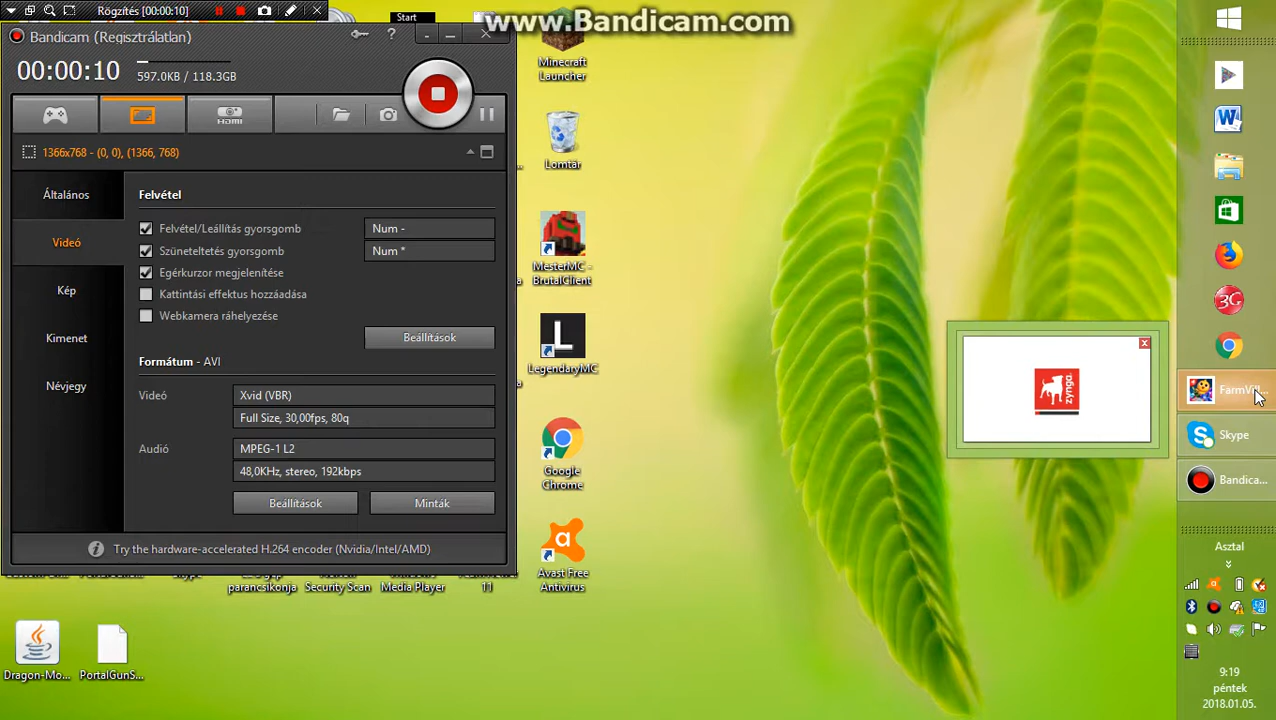 Rögzítés [00:00:10]
Start
www.Bandicam.com
Bandicam (Regisztrálatlan)
00:00:10
597.0KB / 118.3GB
HDMI
1366x768 - (0, 0), (1366, 768)
Általános
Videó
Kép
Kimenet
Névjegy
Felvétel
Felvétel/Leállítás gyorsgomb
Num -
Szüneteltetés gyorsgomb
Num *
Egérkurzor megjelenítése
Kattintási effektus hozzáadása
Webkamera ráhelyezése
Beállítások
Formátum - AVI
Videó
Xvid (VBR)
Full Size, 30,00fps, 80q
Audió
MPEG-1 L2
48,0KHz, stereo, 192kbps
Beállítások
Minták
Try the hardware-accelerated H.264 encoder (Nvidia/Intel/AMD)
parancsikonja
Security Scan
Media Player
11
Dragon-Mo...
PortalGunS...
Minecraft
Launcher
Lomtár
MesterMC -
BrutalClient
L
LegendaryMC
Google
Chrome
Avast Free
Antivirus
zynga
W
3G
FarmVill...
Skype
Bandica...
Asztal
9:19
péntek
2018.01.05.